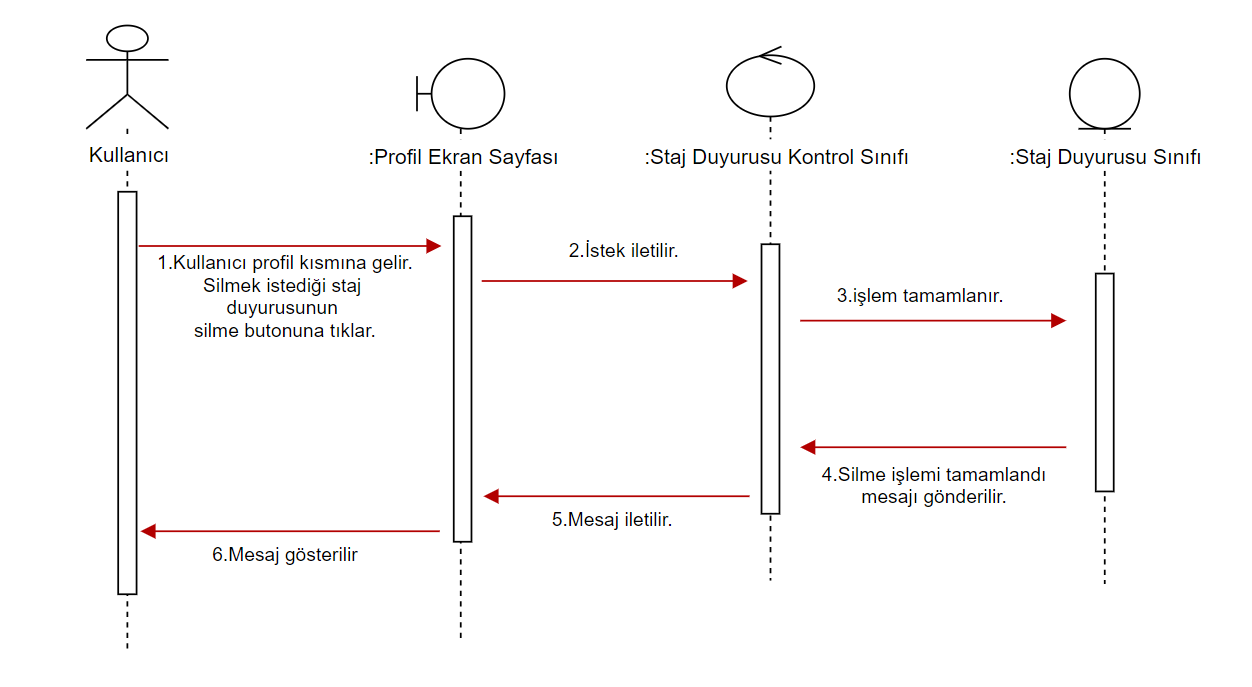 Kullanıcı
:Profil Ekran Sayfası
:Staj Duyurusu Kontrol Sınıfı
:Staj Duyurusu Sınıfı
1.Kullanıcı profil kısmına gelir.
Silmek istediği staj
duyurusunun
silme butonuna tıklar.
2.İstek iletilir.
3.işlem tamamlanır.
4.Silme işlemi tamamlandı
mesajı gönderilir.
5.Mesaj iletilir.
6.Mesaj gösterilir